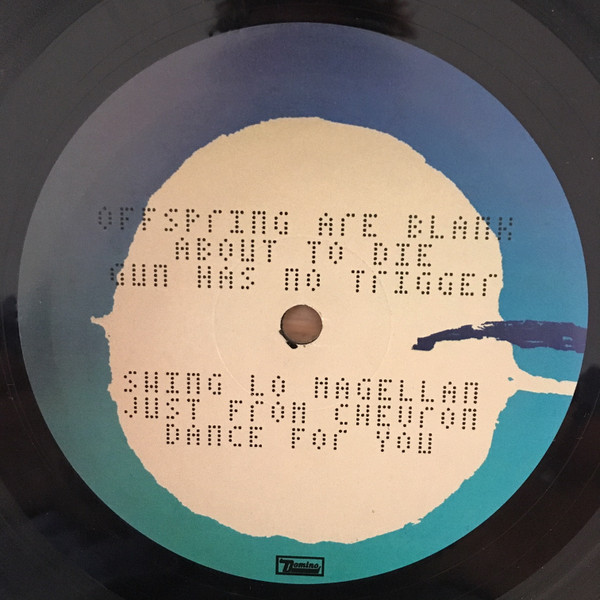 OFFSprING ArE BLANK
ABOUT TO DIE
GUN HAS NO TrIGGEr
SWING LO MAGELLAN
JUST FrOM CHEVrON
DANCE For YOU
Domino